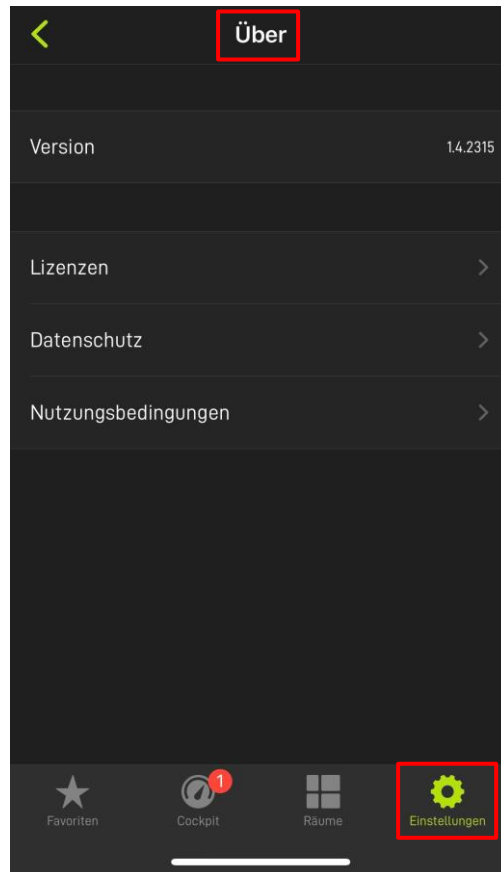 Über
Version 1.4.2315
Lizenzen
Datenschutz
Nutzungsbedingungen
1
Favoriten Cockpit Räume Einstellungen